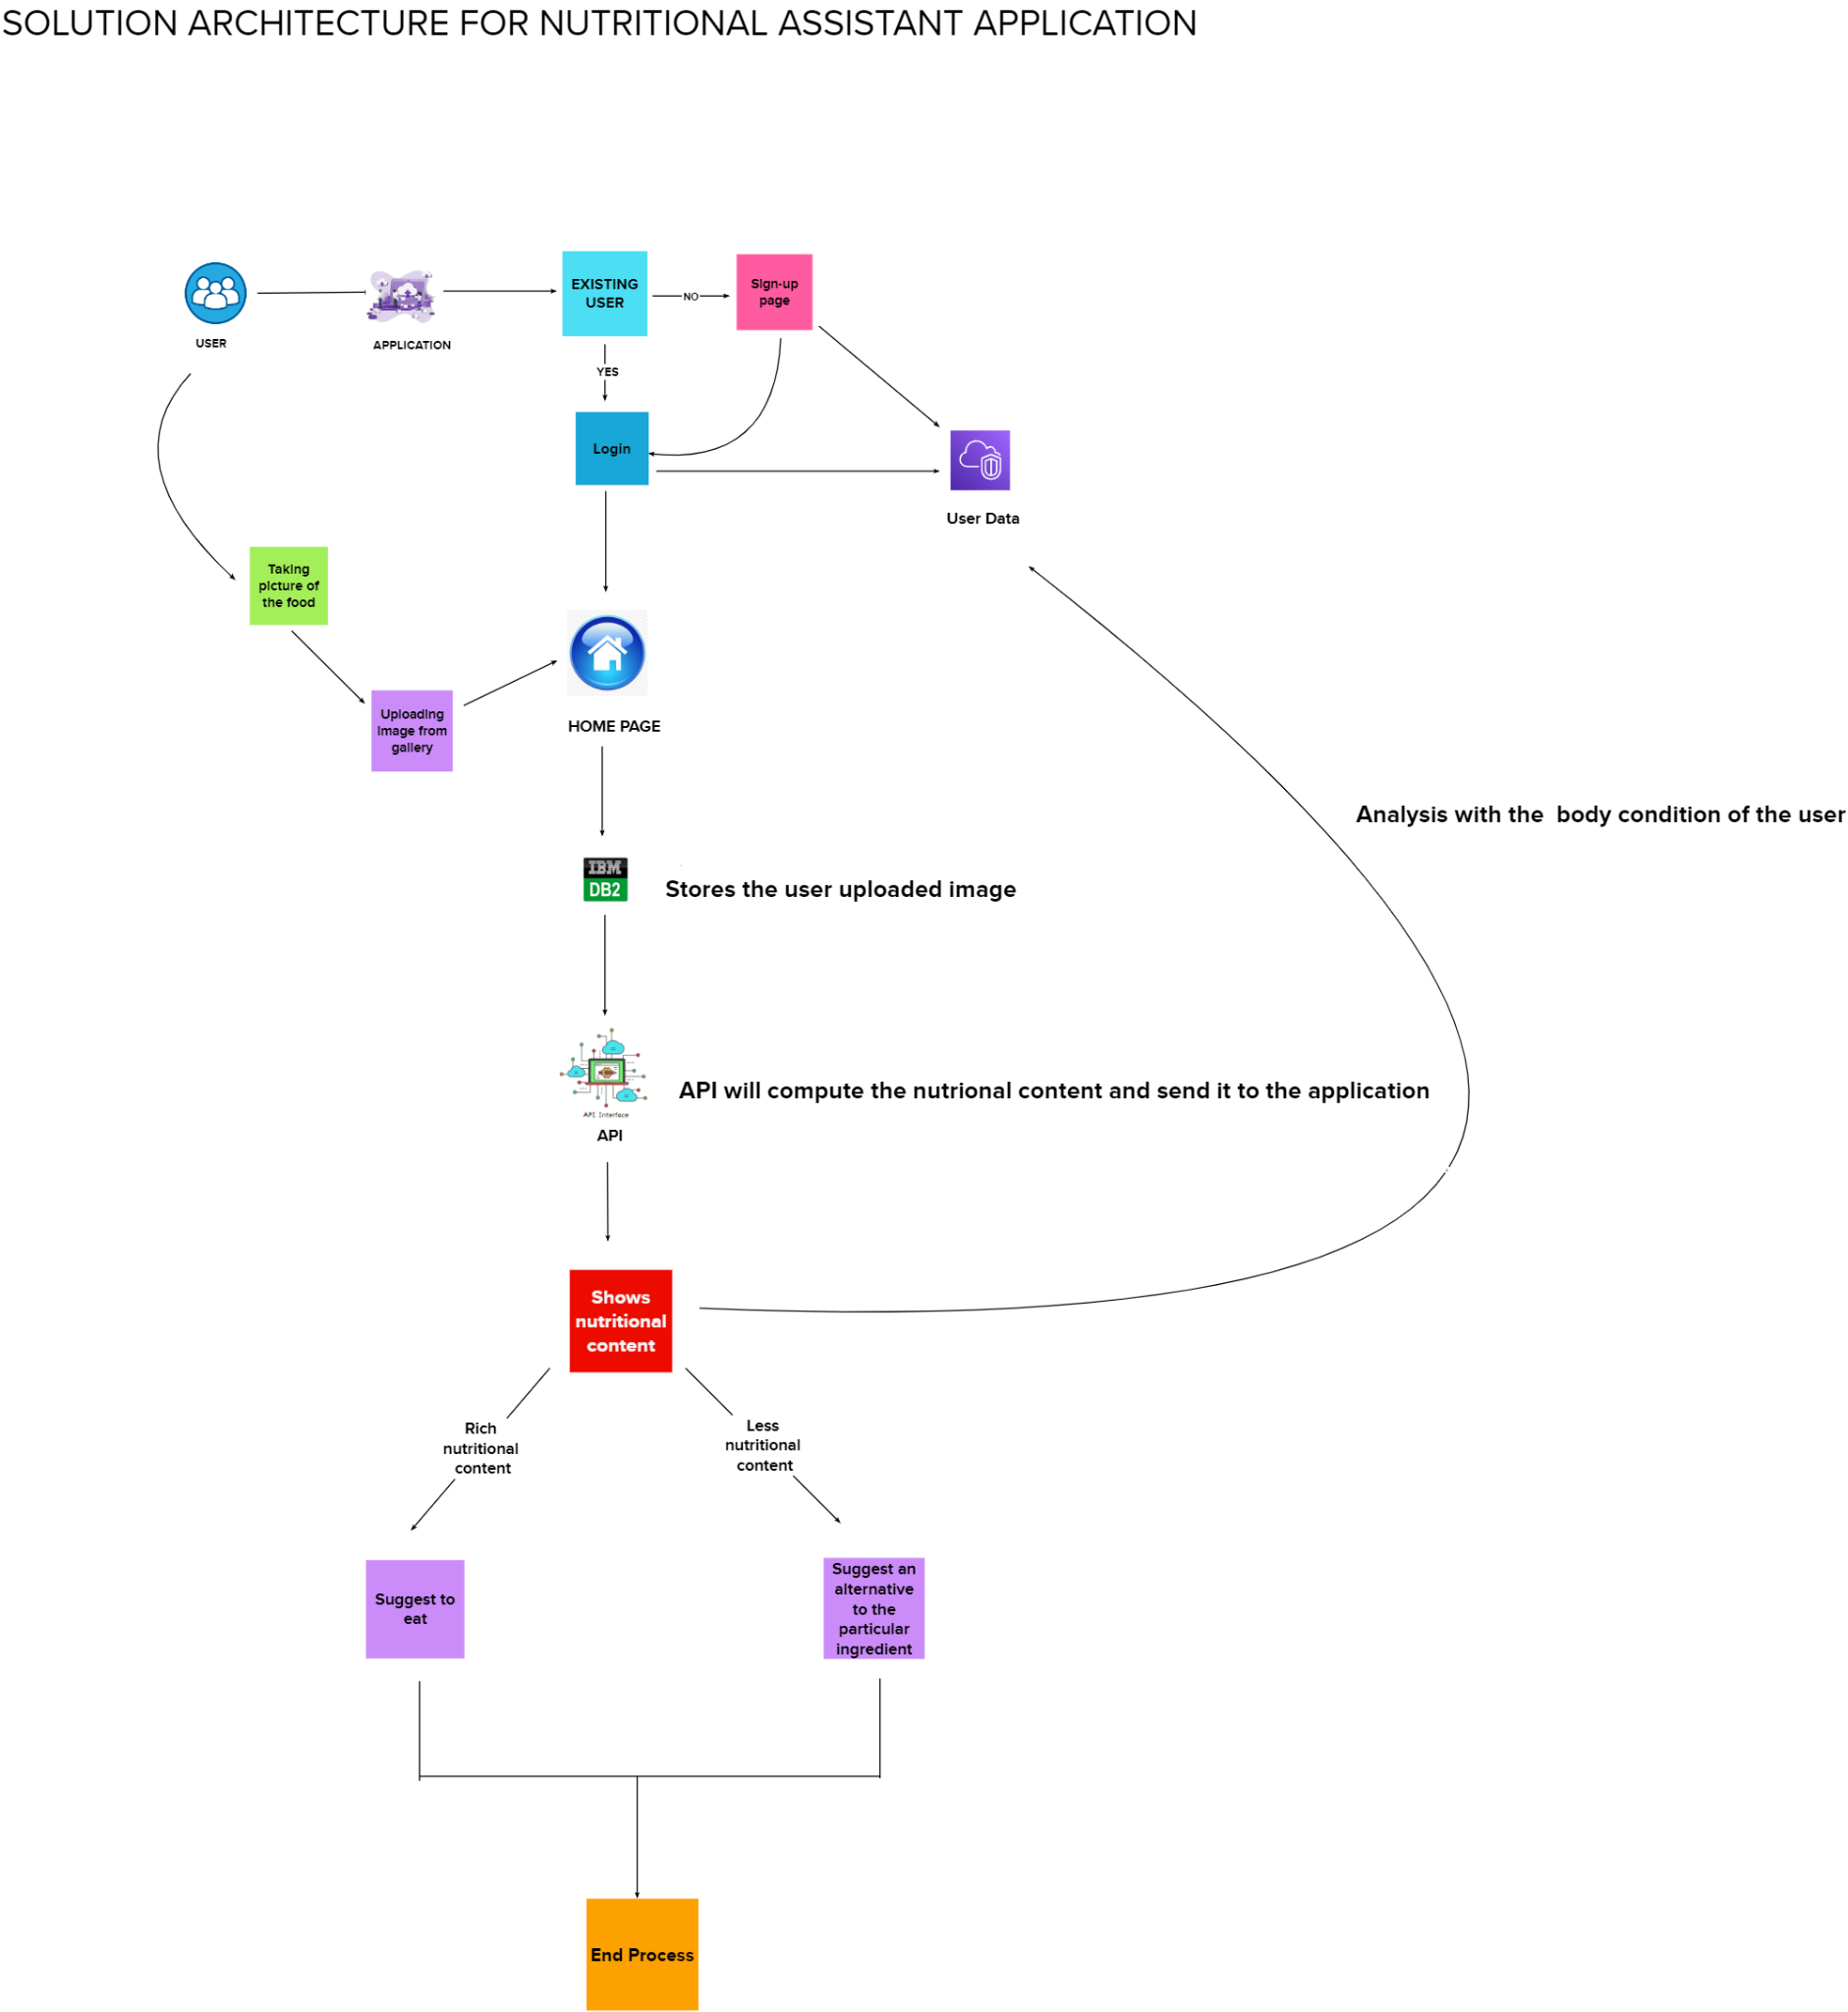 SOLUTION ARCHITECTURE FOR NUTRITIONAL ASSISTANT APPLICATION
USER
APPLICATION
EXISTING
USER
NO
Sign-up
page
YES
Login
User Data
Taking
picture of
the food
Uploading
image from
gallery
HOME PAGE
Analysis with the  body condition of the user
IBM
DB2
Stores the user uploaded image
API Interface
API
API will compute the nutrional content and send it to the application
Shows
nutritional
content
Rich
nutritional
content
Less
nutritional
content
Suggest to
eat
Suggest an
alternative
to the
particular
ingredient
End Process